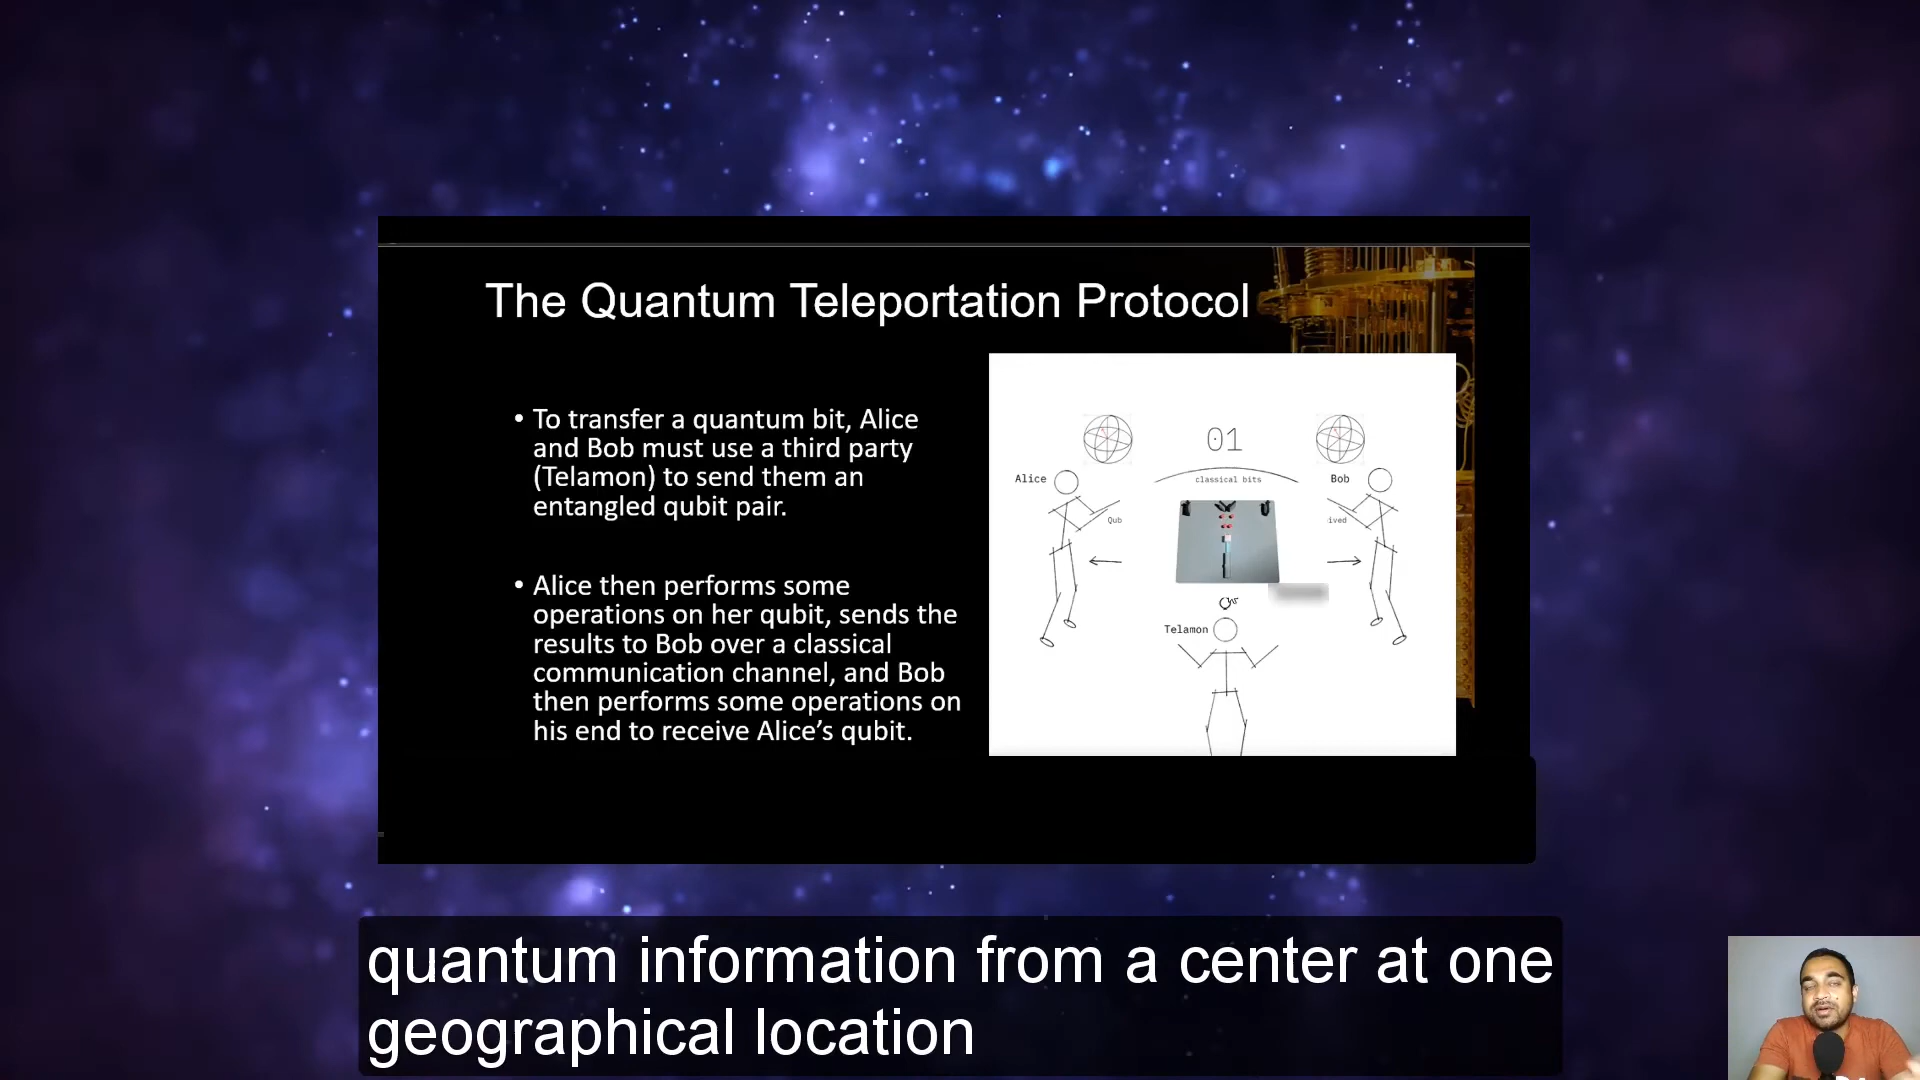 The Quantum Teleportation Protocol
• To transfer a quantum bit, Alice
and Bob must use a third party
(Telamon) to send them an
entangled qubit pair.
• Alice then performs some
operations on her qubit, sends the
results to Bob over a classical
communication channel, and Bob
then performs some operations on
his end to receive Alice’s qubit.
01
classical bits
Alice
Bob
Qub
ived
Telamon
quantum information from a center at one
geographical location